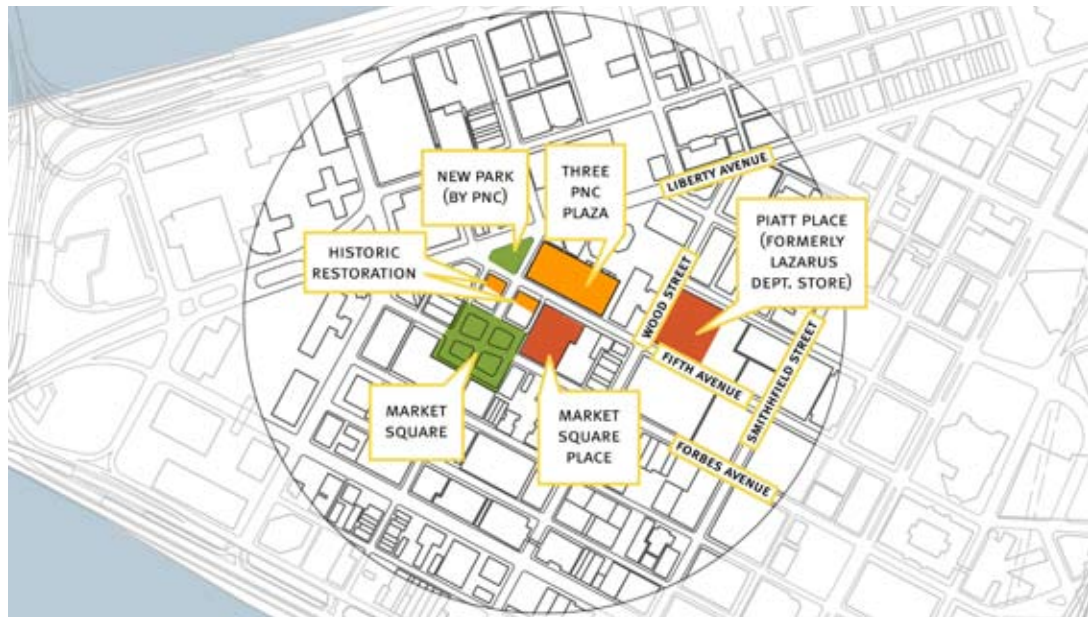 NEW PARK
(BY PNC)
THREE
PNC
PLAZA
LIBERTY AVENUE
PIATT PLACE
(FORMERLY
LAZARUS
DEPT. STORE)
HISTORIC
RESTORATION
WOOD STREET
FIFTH AVENUE
SMITHHFIELD STREET
MARKET
SQUARE
MARKET
SQUARE
PLACE
FORBES AVENUE